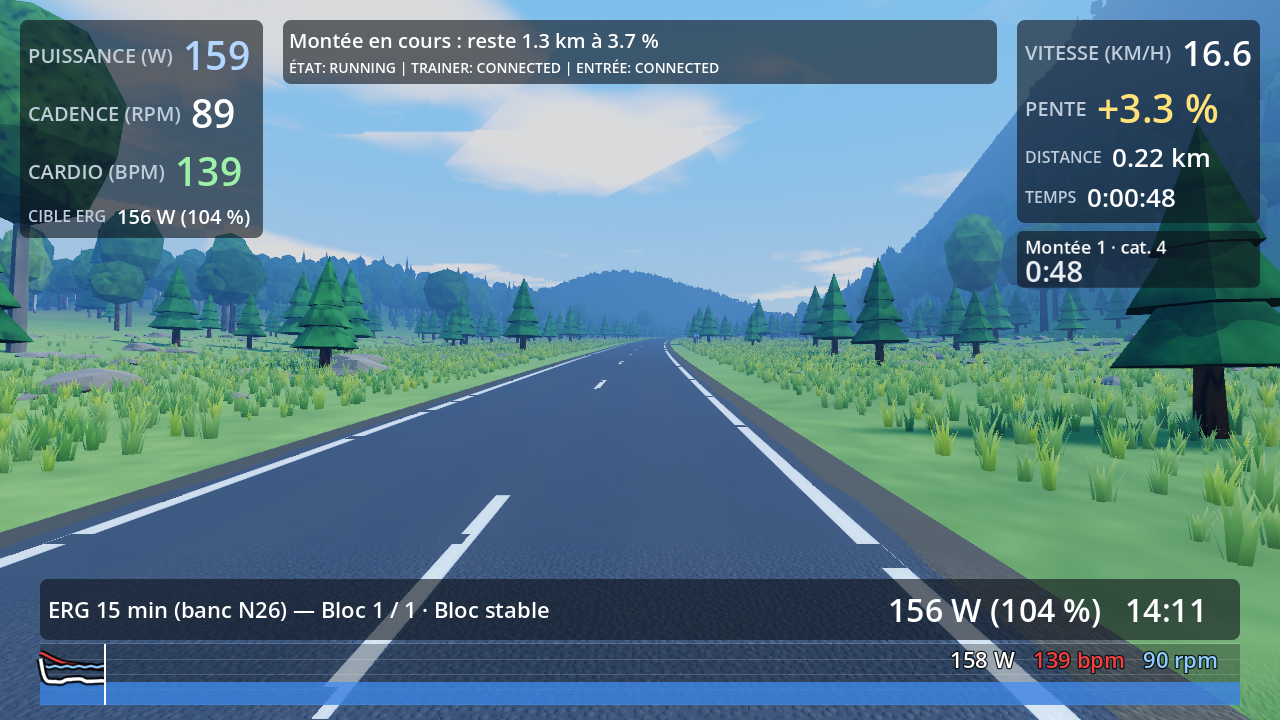 PUISSANCE (W) 159
CADENCE (RPM) 89
CARDIO (BPM) 139
CIBLE ERG 156 W (104 %)
Montée en cours : reste 1.3 km à 3.7 %
ÉTAT: RUNNING | TRAINER: CONNECTED | ENTRÉE: CONNECTED
VITESSE (KM/H) 16.6
PENTE +3.3 %
DISTANCE 0.22 km
TEMPS 0:00:48
Montée 1 · cat. 4
0:48
ERG 15 min (banc N26) — Bloc 1 / 1 · Bloc stable 156 W (104 %) 14:11
158 W 139 bpm 90 rpm